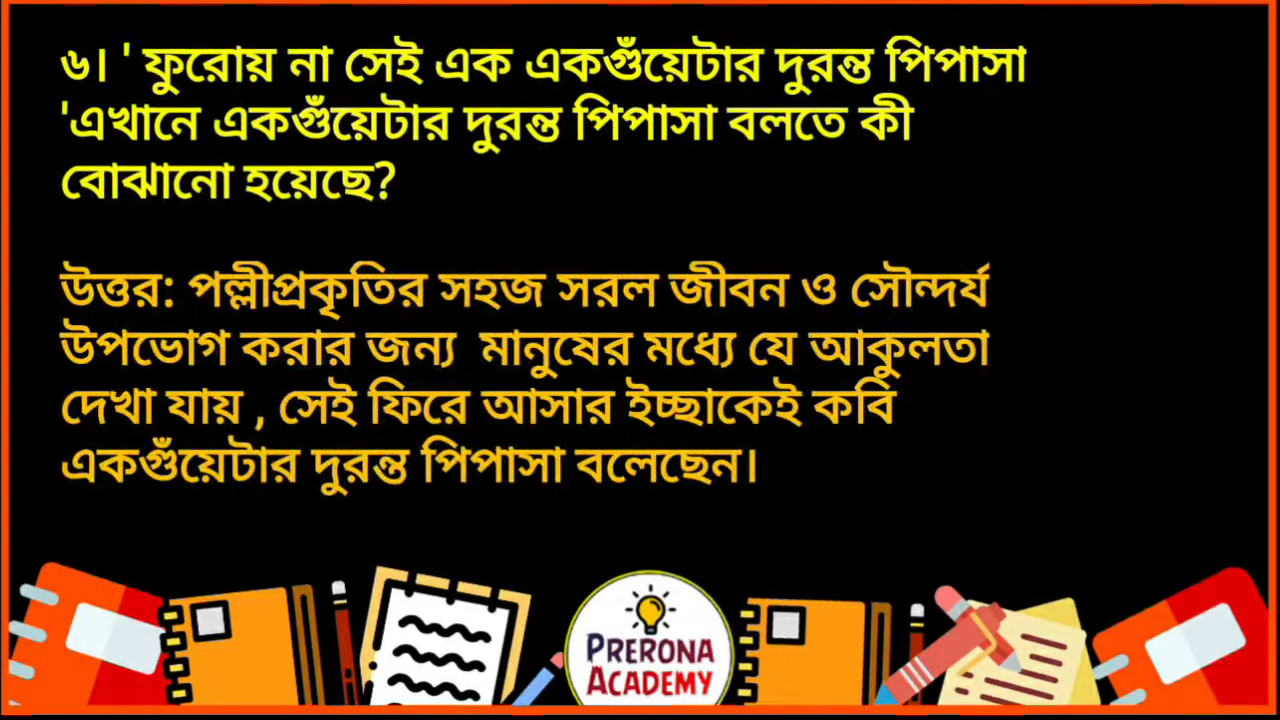 ৬। ' ফুরোয় না সেই এক একগুঁয়েটার দুরন্ত পিপাসা
'এখানে একগুঁয়েটার দুরন্ত পিপাসা বলতে কী
বোঝানো হয়েছে?
উত্তর: পল্লীপ্রকৃতির সহজ সরল জীবন ও সৌন্দর্য
উপভোগ করার জন্য মানুষের মধ্যে যে আকুলতা
দেখা যায় , সেই ফিরে আসার ইচ্ছাকেই কবি
একগুঁয়েটার দুরন্ত পিপাসা বলেছেন।
PRERONA
ACADEMY